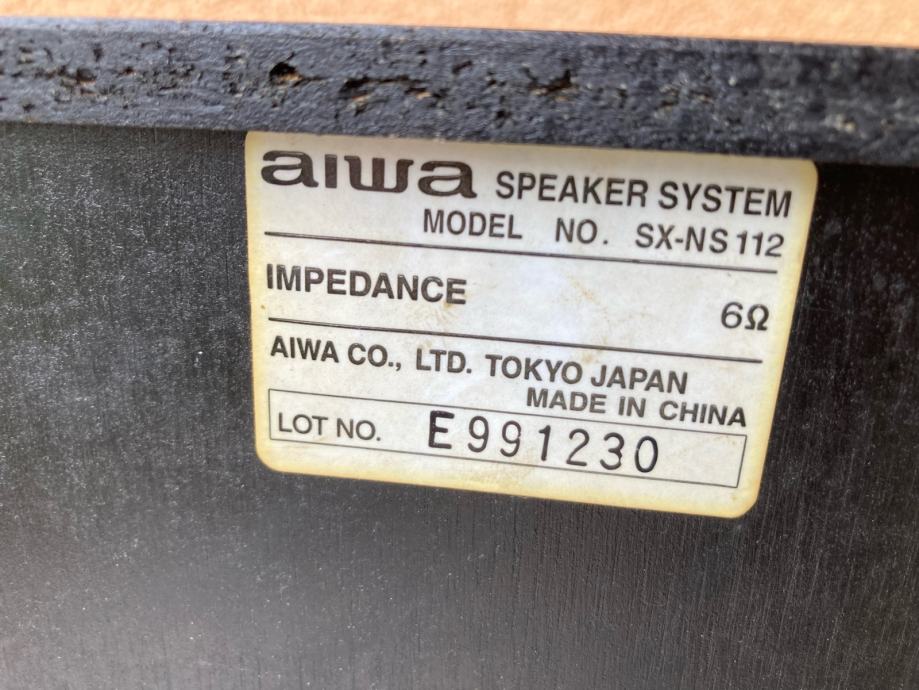 aiwa SPEAKER SYSTEM
MODEL NO. SX-NS112
IMPEDANCE 6Ω
AIWA CO., LTD. TOKYO JAPAN
MADE IN CHINA
LOT NO. E991230